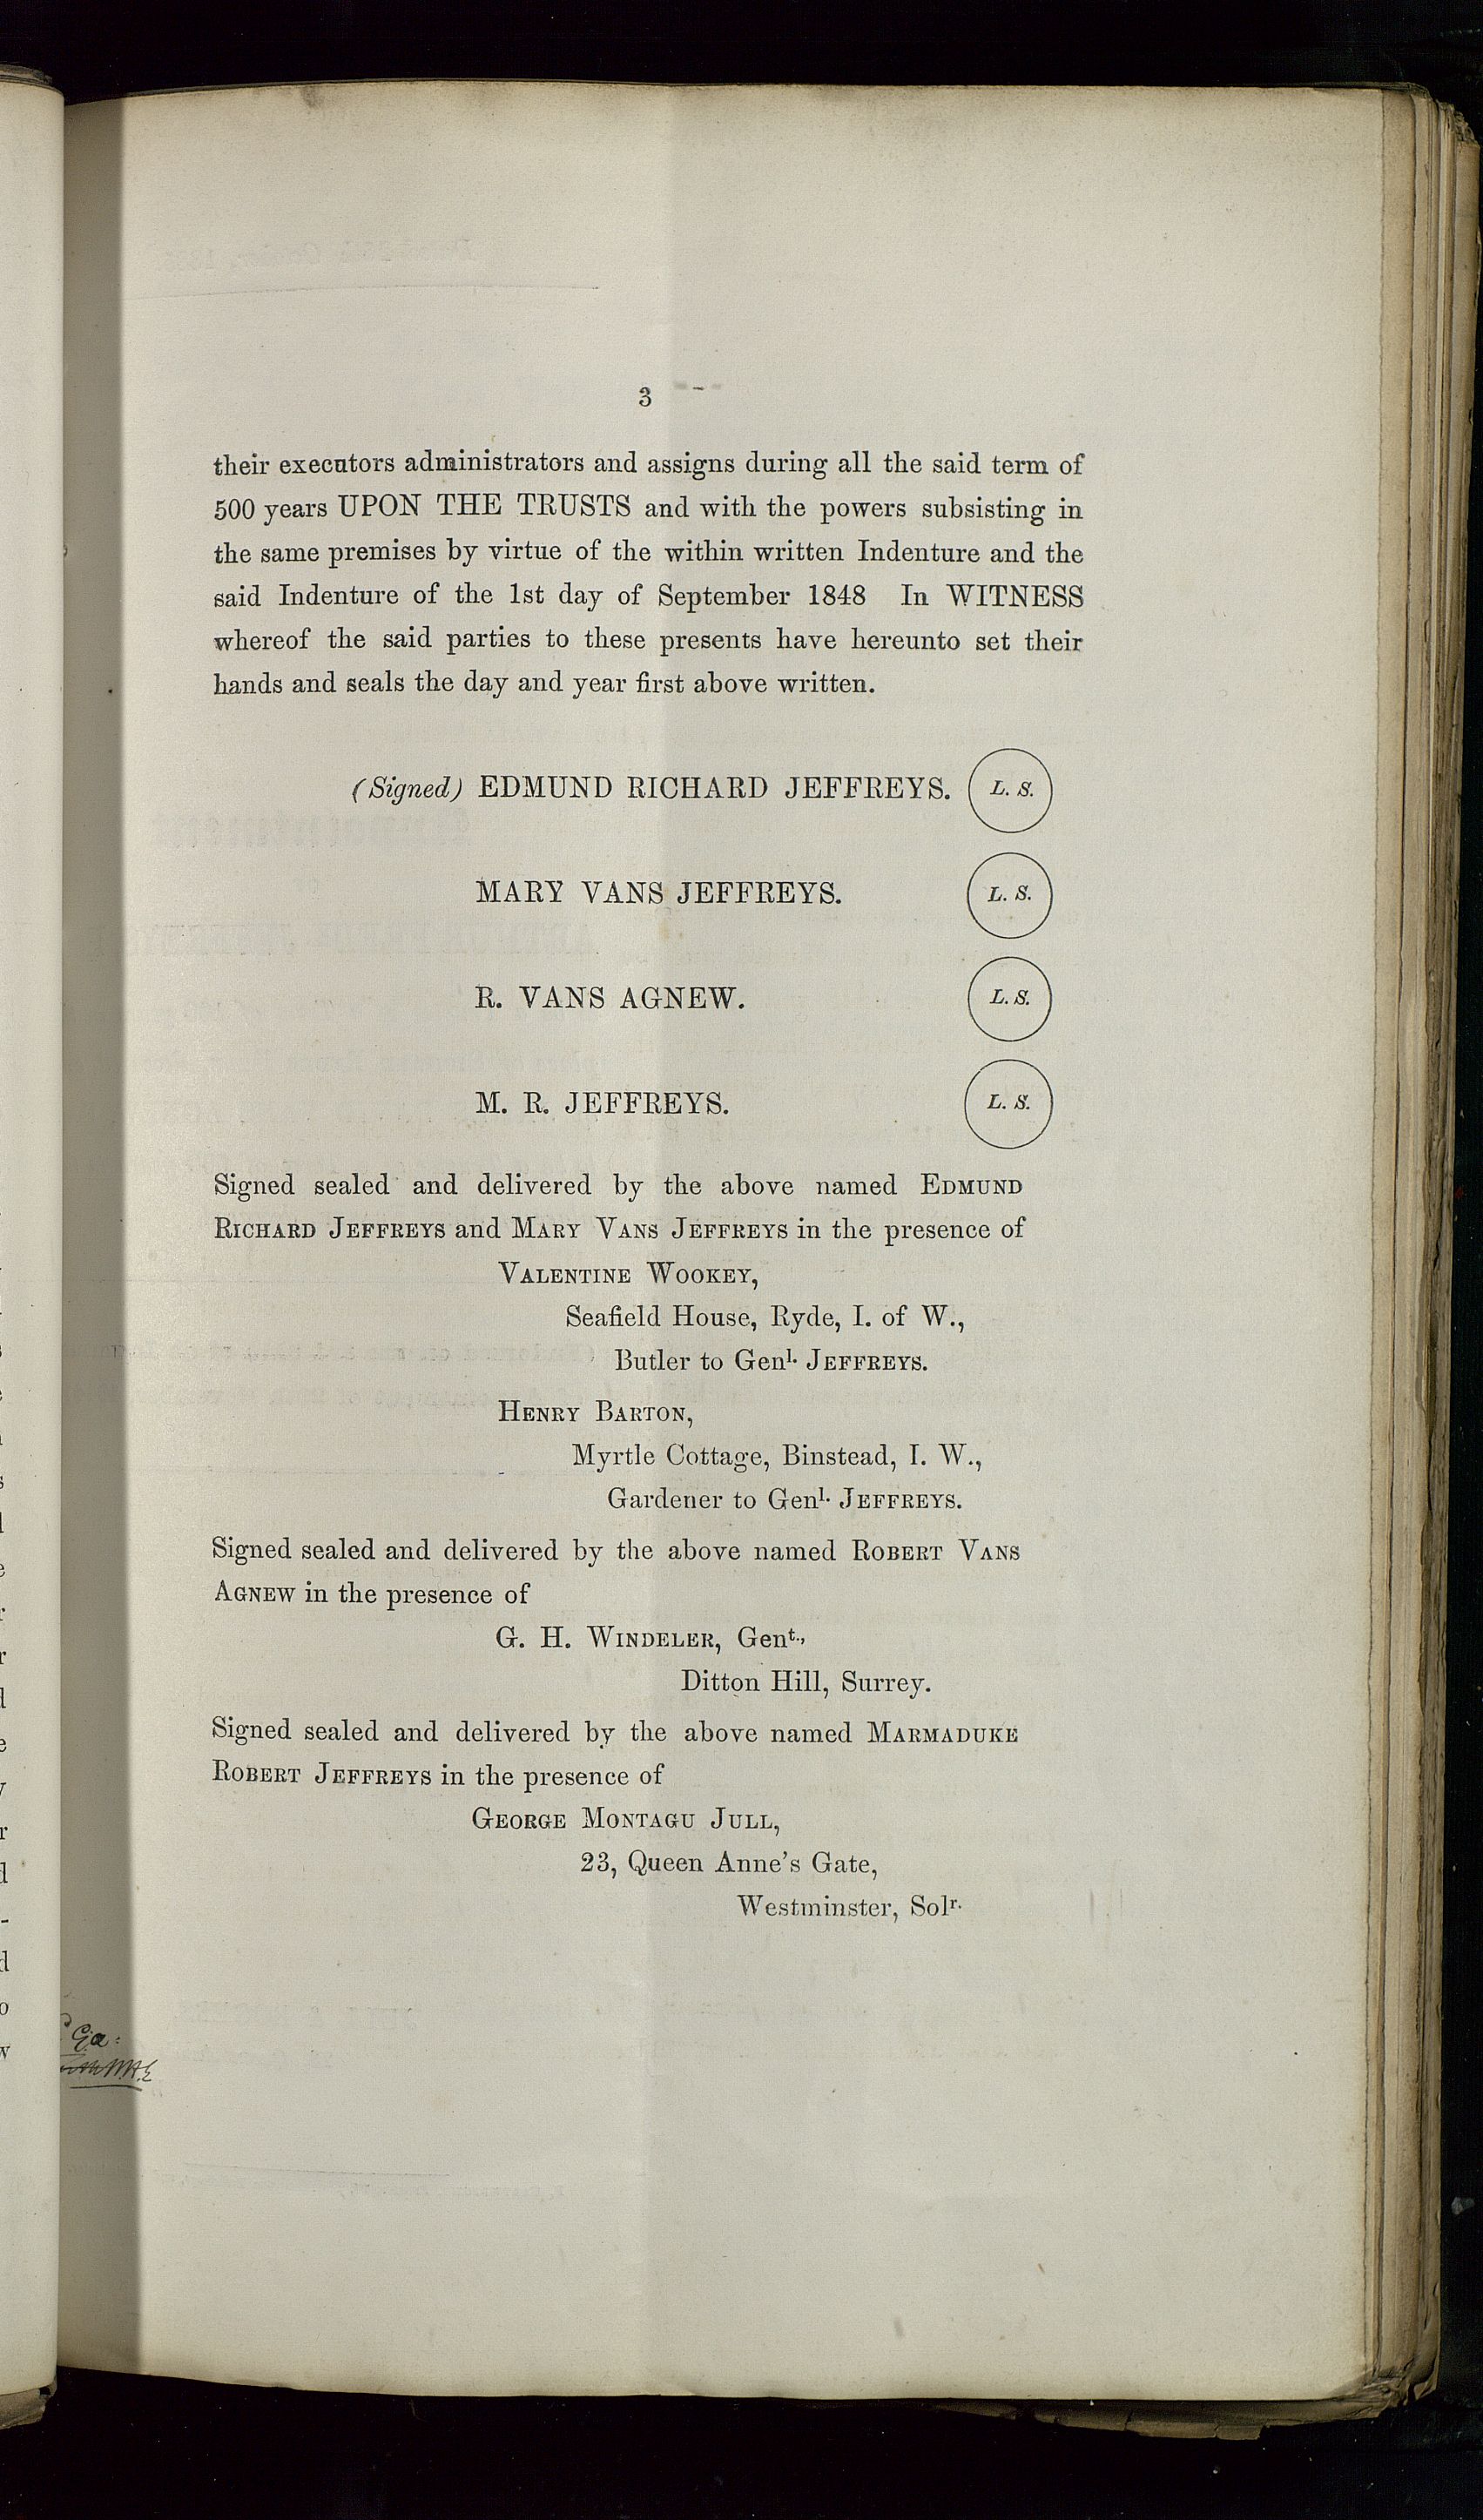 3
their executors administrators and assigns during all the said term of
500 years UPON THE TRUSTS and with the powers subsisting in
the same premises by virtue of the within written Indenture and the
said Indenture of the 1st day of September 1848 In WITNESS
whereof the said parties to these presents have hereunto set their
hands and seals the day and year first above written.
(Signed) EDMUND RICHARD JEFFREYS. L. S.
MARY VANS JEFFREYS. L. S.
R. VANS AGNEW. L. S.
M. R. JEFFREYS. L. S.
Signed sealed and delivered by the above named EDMUND
RICHARD JEFFREYS and MARY VANS JEFFREYS in the presence of
VALENTINE WOOKEY,
Seafield House, Ryde, I. of W.,
Butler to Genl. JEFFREYS.
HENRY BARTON,
Myrtle Cottage, Binstead, I. W.,
Gardener to Genl. JEFFREYS.
Signed sealed and delivered by the above named ROBERT VANS
AGNEW in the presence of
G. H. WINDELER, Gent.,
Ditton Hill, Surrey.
Signed sealed and delivered by the above named MARMADUKE
ROBERT JEFFREYS in the presence of
GEORGE MONTAGU JULL,
23, Queen Anne's Gate,
Westminster, Solr.